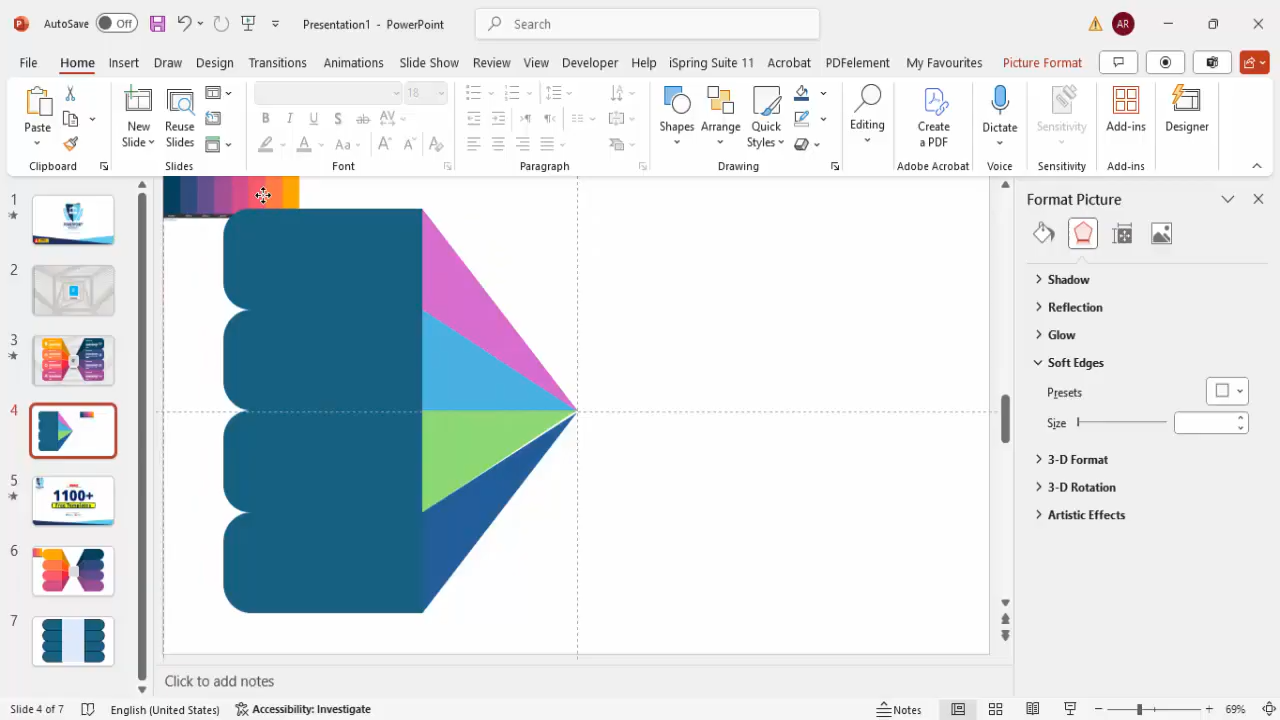 AutoSave Off Presentation1 - PowerPoint Search AR
File Home Insert Draw Design Transitions Animations Slide Show Recording Review View Developer Help iSpring Suite 11 Acrobat PDFelement My Favourites Picture Format
Paste
New Slide
Reuse Slides
18
Shapes
Arrange
Quick Styles
Editing
Create a PDF
Dictate
Sensitivity
Add-ins
Designer
Clipboard Slides Font Paragraph Drawing Adobe Acrobat Voice Sensitivity Add-ins
Format Picture
Shadow
Reflection
Glow
Soft Edges
Presets
Size
3-D Format
3-D Rotation
Artistic Effects
1
2
3
4
5
1100+
6
7
Click to add notes
Slide 4 of 7 English (United States) Accessibility: Investigate Notes 69%